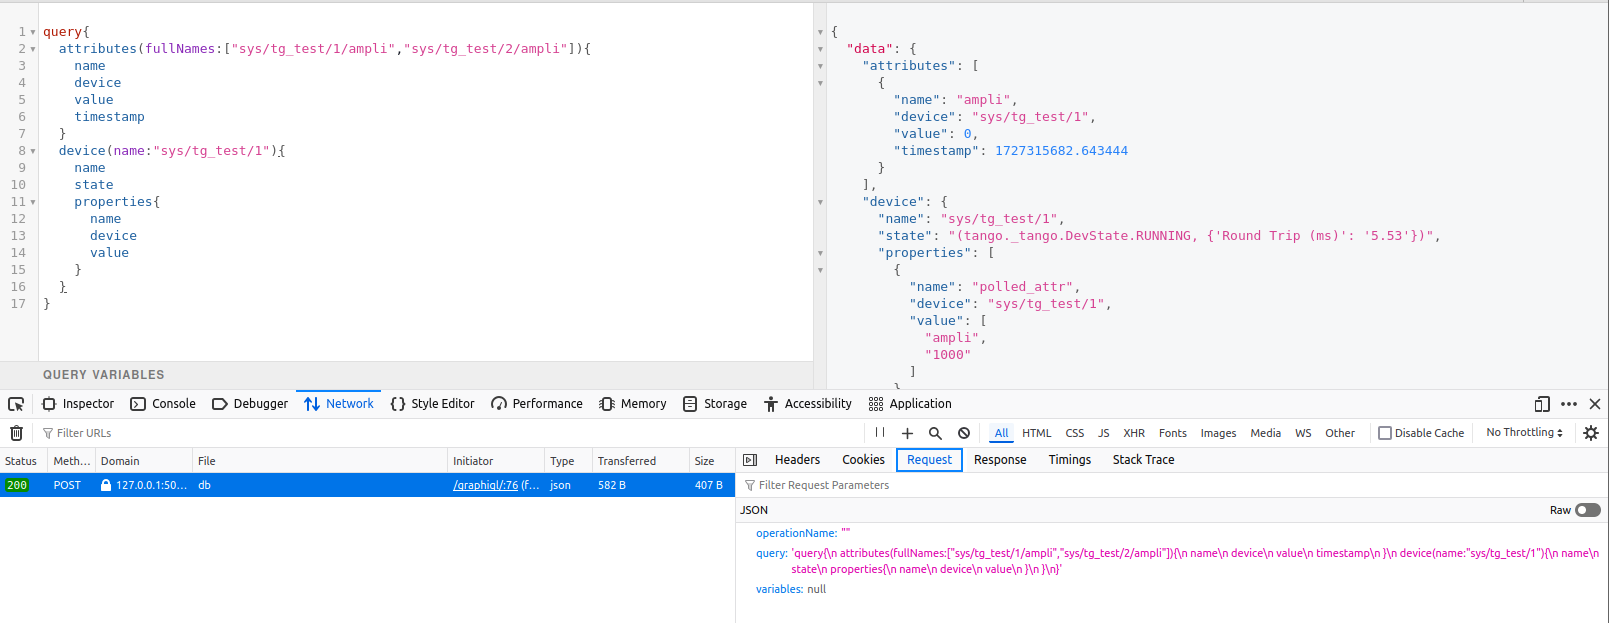 1 query{
2 attributes(fullNames:["sys/tg_test/1/ampli","sys/tg_test/2/ampli"]){
3 name
4 device
5 value
6 timestamp
7 }
8 device(name:"sys/tg_test/1"){
9 name
10 state
11 properties{
12 name
13 device
14 value
15 }
16 }
17 }
QUERY VARIABLES
{
"data": {
"attributes": [
{
"name": "ampli",
"device": "sys/tg_test/1",
"value": 0,
"timestamp": 1727315682.643444
}
],
"device": {
"name": "sys/tg_test/1",
"state": "(tango._tango.DevState.RUNNING, {'Round Trip (ms)': '5.53'})",
"properties": [
{
"name": "polled_attr",
"device": "sys/tg_test/1",
"value": [
"ampli",
"1000"
]
}
Inspector Console Debugger Network Style Editor Performance Memory Storage Accessibility Application
Filter URLs
All HTML CSS JS XHR Fonts Images Media WS Other Disable Cache No Throttling
Status Meth... Domain File Initiator Type Transferred Size
200 POST 127.0.0.1:50... db /graphiql/:76 (f... json 582 B 407 B
Headers Cookies Request Response Timings Stack Trace
Filter Request Parameters
JSON Raw
operationName: ""
query: 'query{\n attributes(fullNames:["sys/tg_test/1/ampli","sys/tg_test/2/ampli"]){\n name\n device\n value\n timestamp\n }\n device(name:"sys/tg_test/1"){\n name\n
state\n properties{\n name\n device\n value\n }\n }\n}'
variables: null